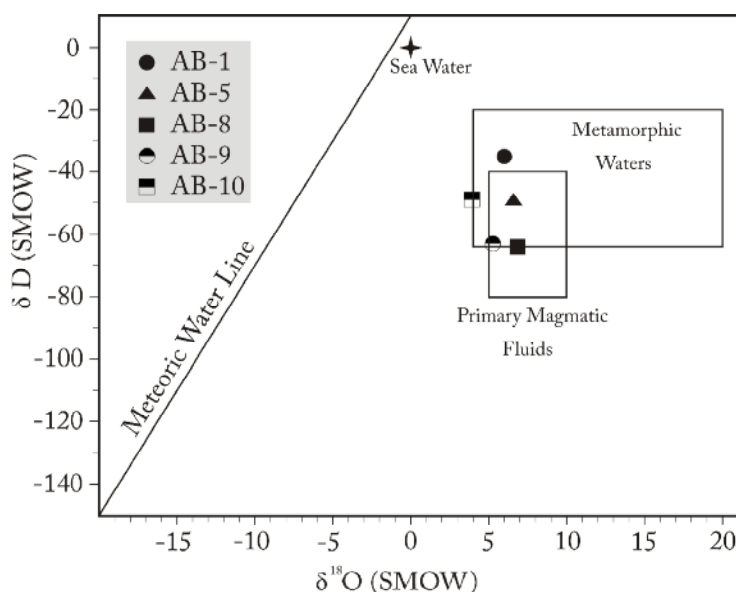 AB-1
AB-5
AB-8
AB-9
AB-10
Sea Water
Metamorphic
Waters
Primary Magmatic
Fluids
Meteoric Water Line
δ D (SMOW)
0
-20
-40
-60
-80
-100
-120
-140
-15
-10
-5
0
5
10
15
20
δ¹⁸O (SMOW)